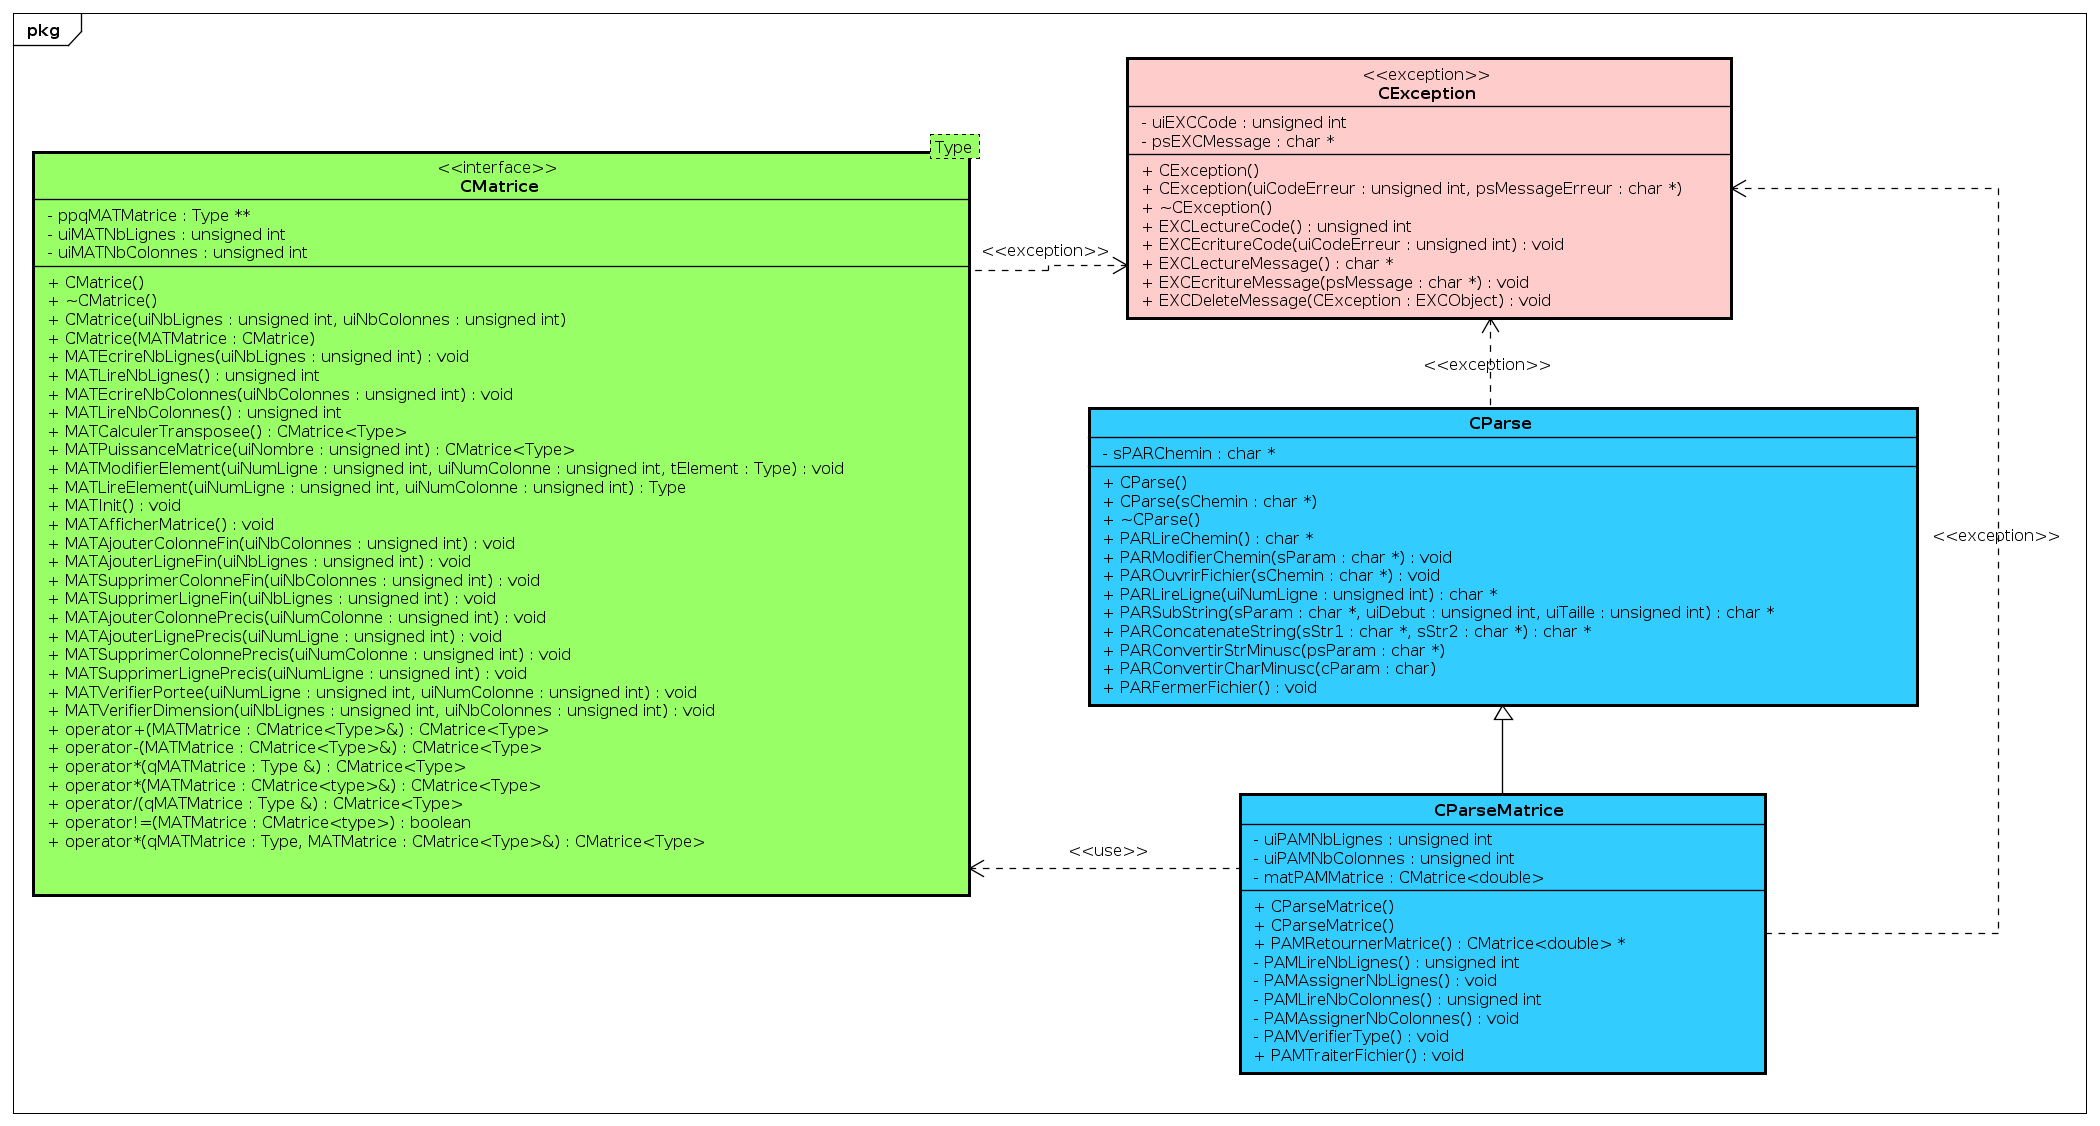 pkg
Type
<<interface>>
CMatrice
- ppqMATMatrice : Type **
- uiMATNbLignes : unsigned int
- uiMATNbColonnes : unsigned int
+ CMatrice()
+ ~CMatrice()
+ CMatrice(uiNbLignes : unsigned int, uiNbColonnes : unsigned int)
+ CMatrice(MATMatrice : CMatrice)
+ MATEcrireNbLignes(uiNbLignes : unsigned int) : void
+ MATLireNbLignes() : unsigned int
+ MATEcrireNbColonnes(uiNbColonnes : unsigned int) : void
+ MATLireNbColonnes() : unsigned int
+ MATCalculerTransposee() : CMatrice<Type>
+ MATPuissanceMatrice(uiNombre : unsigned int) : CMatrice<Type>
+ MATModifierElement(uiNumLigne : unsigned int, uiNumColonne : unsigned int, tElement : Type) : void
+ MATLireElement(uiNumLigne : unsigned int, uiNumColonne : unsigned int) : Type
+ MATInit() : void
+ MATAfficherMatrice() : void
+ MATAjouterColonneFin(uiNbColonnes : unsigned int) : void
+ MATAjouterLigneFin(uiNbLignes : unsigned int) : void
+ MATSupprimerColonneFin(uiNbColonnes : unsigned int) : void
+ MATSupprimerLigneFin(uiNbLignes : unsigned int) : void
+ MATAjouterColonnePrecis(uiNumColonne : unsigned int) : void
+ MATAjouterLignePrecis(uiNumLigne : unsigned int) : void
+ MATSupprimerColonnePrecis(uiNumColonne : unsigned int) : void
+ MATSupprimerLignePrecis(uiNumLigne : unsigned int) : void
+ MATVerifierPortee(uiNumLigne : unsigned int, uiNumColonne : unsigned int) : void
+ MATVerifierDimension(uiNbLignes : unsigned int, uiNbColonnes : unsigned int) : void
+ operator+(MATMatrice : CMatrice<Type>&) : CMatrice<Type>
+ operator-(MATMatrice : CMatrice<Type>&) : CMatrice<Type>
+ operator*(qMATMatrice : Type &) : CMatrice<Type>
+ operator*(MATMatrice : CMatrice<type>&) : CMatrice<Type>
+ operator/(qMATMatrice : Type &) : CMatrice<Type>
+ operator!=(MATMatrice : CMatrice<type>) : boolean
+ operator*(qMATMatrice : Type, MATMatrice : CMatrice<Type>&) : CMatrice<Type>
<<exception>>
<<exception>>
CException
- uiEXCCode : unsigned int
- psEXCMessage : char *
+ CException()
+ CException(uiCodeErreur : unsigned int, psMessageErreur : char *)
+ ~CException()
+ EXCLectureCode() : unsigned int
+ EXCEcritureCode(uiCodeErreur : unsigned int) : void
+ EXCLectureMessage() : char *
+ EXCEcritureMessage(psMessage : char *) : void
+ EXCDeleteMessage(CException : EXCObject) : void
<<exception>>
CParse
- sPARChemin : char *
+ CParse()
+ CParse(sChemin : char *)
+ ~CParse()
+ PARLireChemin() : char *
+ PARModifierChemin(sParam : char *) : void
+ PAROuvrirFichier(sChemin : char *) : void
+ PARLireLigne(uiNumLigne : unsigned int) : char *
+ PARSubString(sParam : char *, uiDebut : unsigned int, uiTaille : unsigned int) : char *
+ PARConcatenateString(sStr1 : char *, sStr2 : char *) : char *
+ PARConvertirStrMinusc(psParam : char *)
+ PARConvertirCharMinusc(cParam : char)
+ PARFermerFichier() : void
<<exception>>
<<use>>
CParseMatrice
- uiPAMNbLignes : unsigned int
- uiPAMNbColonnes : unsigned int
- matPAMMatrice : CMatrice<double>
+ CParseMatrice()
+ CParseMatrice()
+ PAMRetournerMatrice() : CMatrice<double> *
- PAMLireNbLignes() : unsigned int
- PAMAssignerNbLignes() : void
- PAMLireNbColonnes() : unsigned int
- PAMAssignerNbColonnes() : void
- PAMVerifierType() : void
+ PAMTraiterFichier() : void